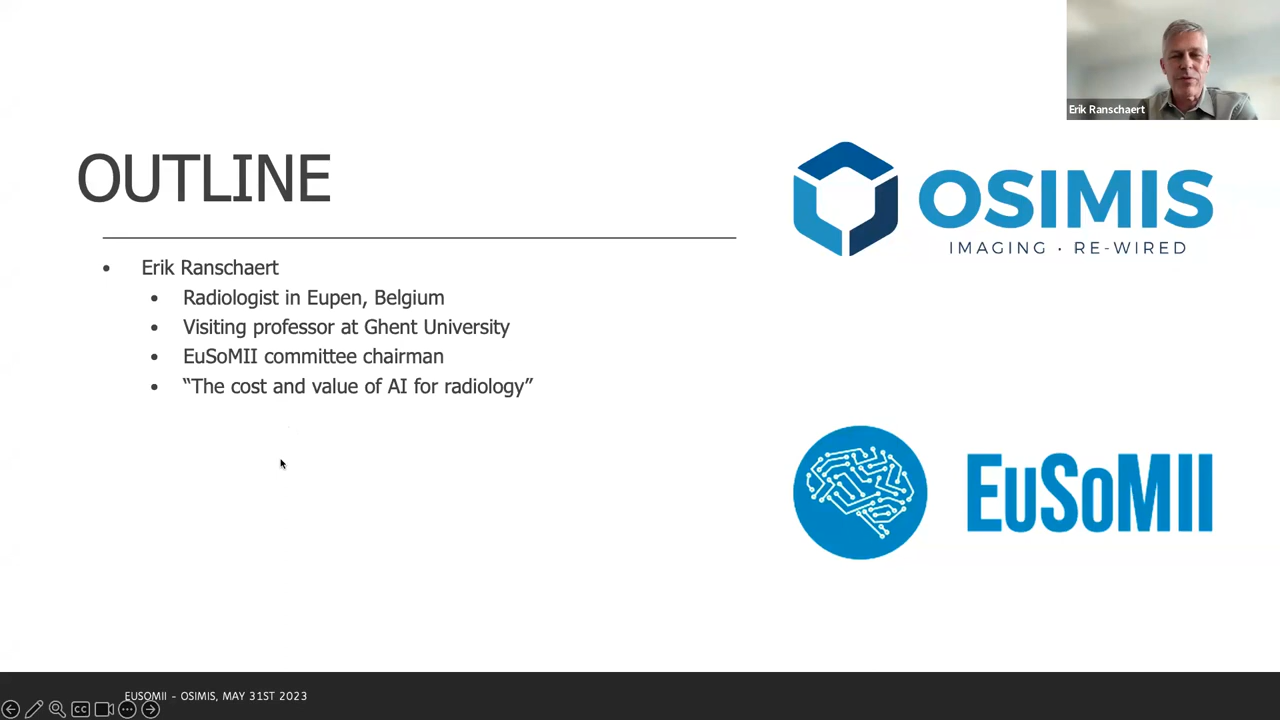 Erik Ranschaert
OUTLINE
OSIMIS
IMAGING · RE-WIRED
• Erik Ranschaert
• Radiologist in Eupen, Belgium
• Visiting professor at Ghent University
• EuSoMII committee chairman
• “The cost and value of AI for radiology”
EuSoMII
EUSOMII - OSIMIS, MAY 31ST 2023
CC